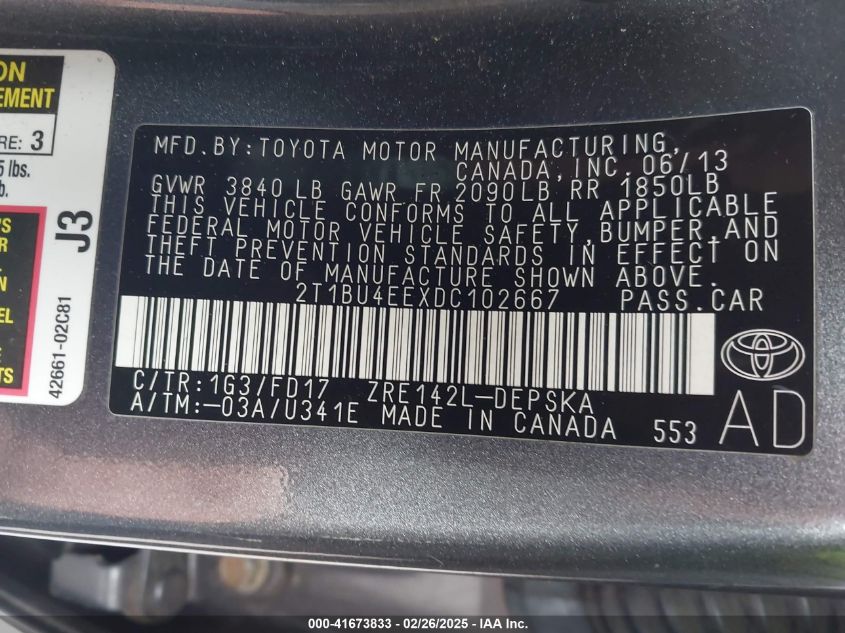 ON
EMENT
RE: 3
5 lbs.
b.
'S
R
L
EL
E
TS
J3
42661-02C81
MFD.BY:TOYOTA MOTOR MANUFACTURING,
CANADA,INC. 06/13
GVWR 3840 LB GAWR FR 2090LB RR 1850LB
THIS VEHICLE CONFORMS TO ALL APPLICABLE
FEDERAL MOTOR VEHICLE SAFETY,BUMPER,AND
THEFT PREVENTION STANDARDS IN EFFECT ON
THE DATE OF MANUFACTURE SHOWN ABOVE.
2T1BU4EEXDC102667 PASS.CAR
C/TR:1G3/FD17 ZRE142L-DEPSKA
A/TM:-03A/U341E MADE IN CANADA 553
AD
000-41673833 - 02/26/2025 - IAA Inc.